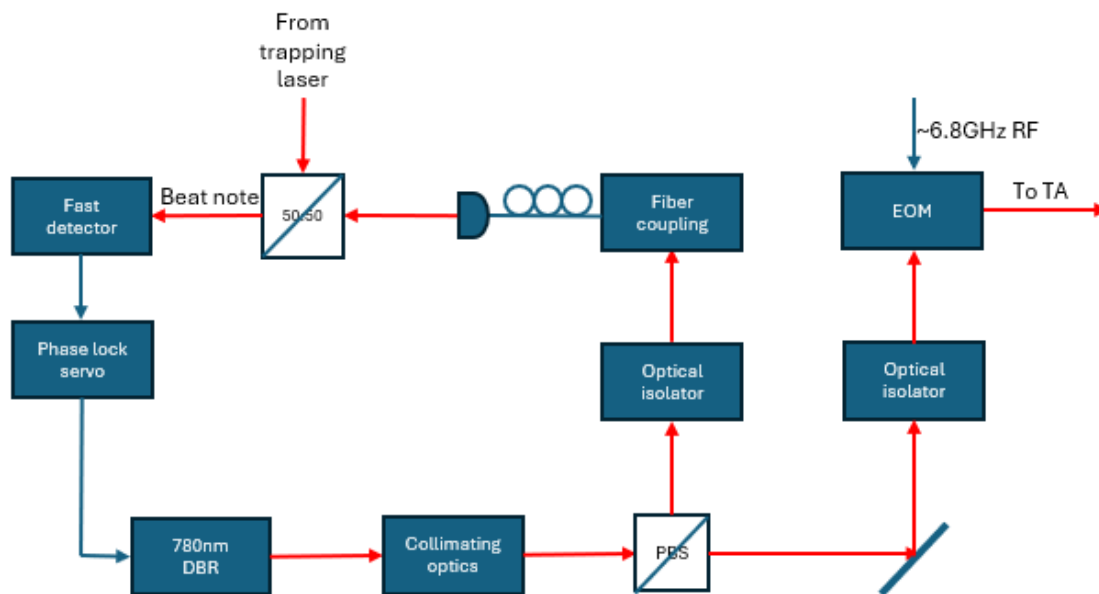 From
trapping
laser
~6.8GHz RF
Fast
detector
Beat note
50:50
Fiber
coupling
EOM
To TA
Phase lock
servo
Optical
isolator
Optical
isolator
780nm
DBR
Collimating
optics
PBS